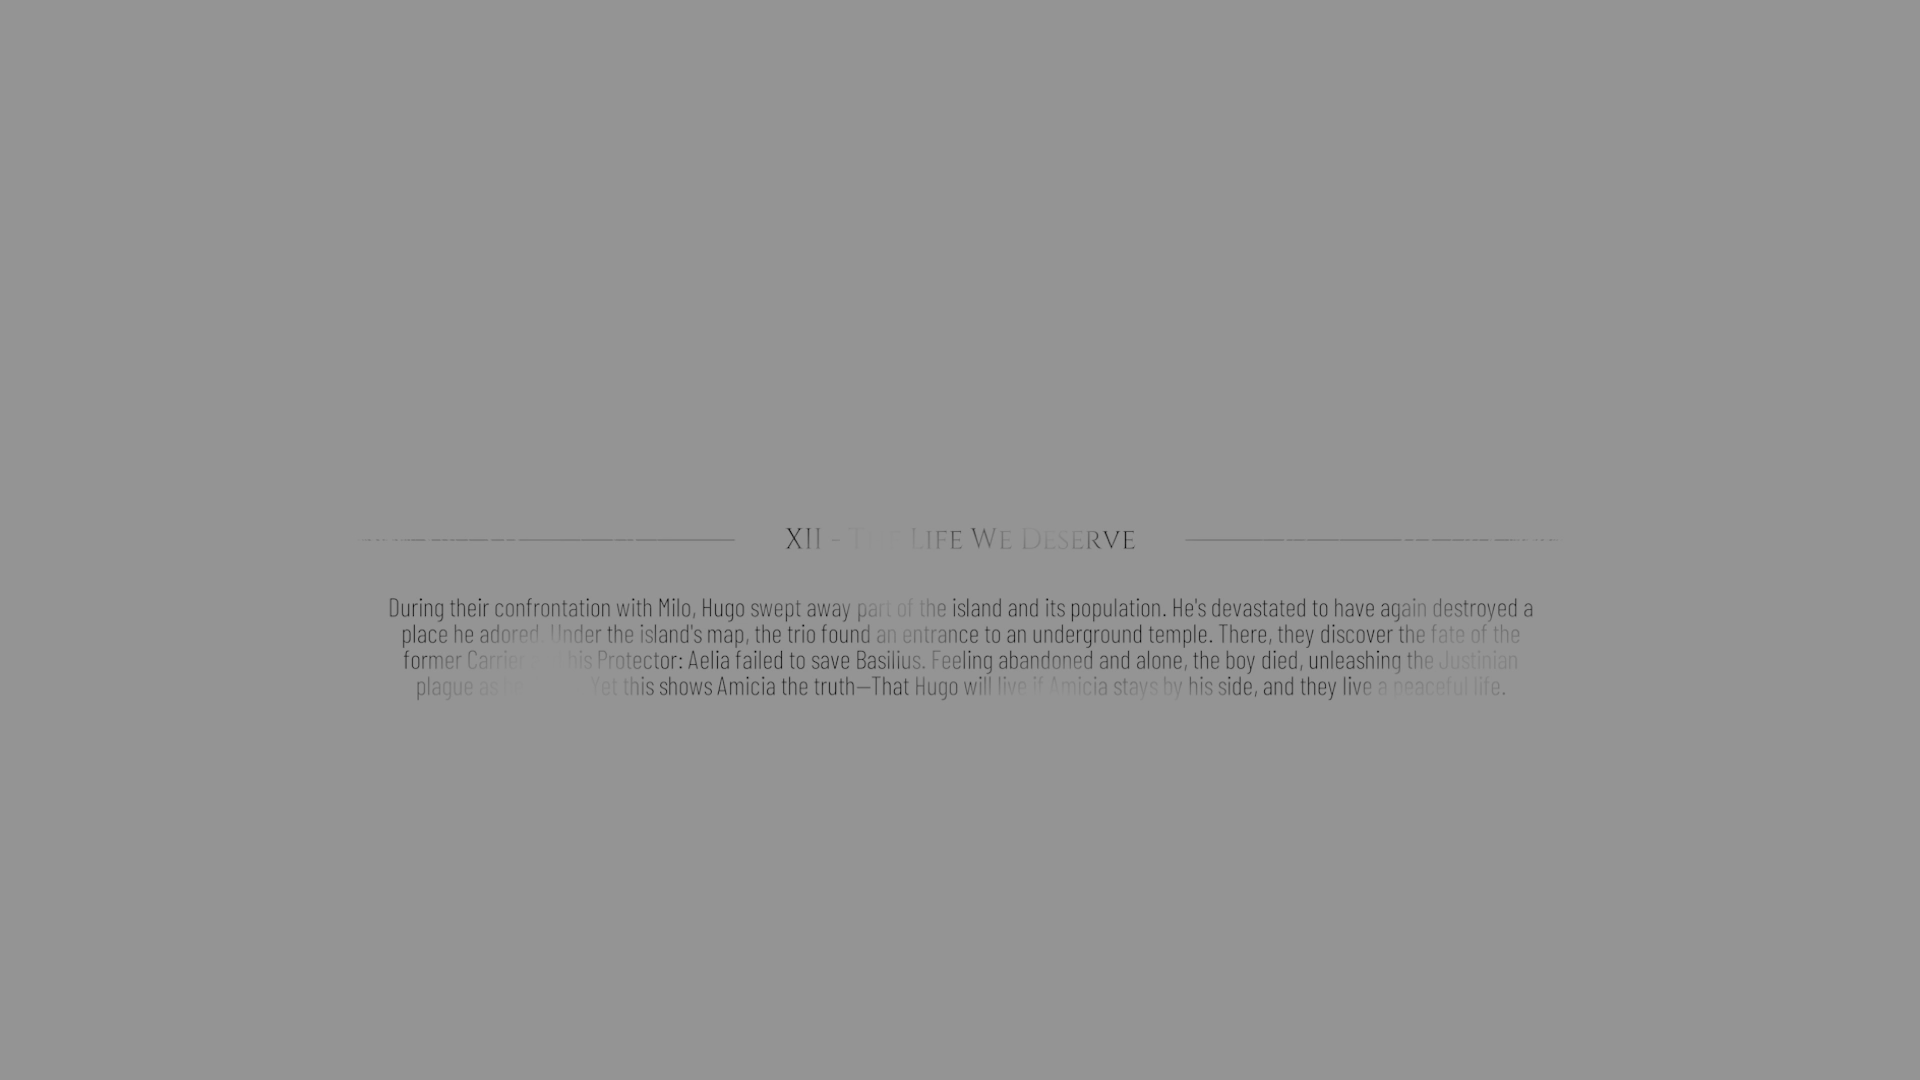 XII - The Life We Deserve
During their confrontation with Milo, Hugo swept away part of the island and its population. He's devastated to have again destroyed a
place he adored. Under the island's map, the trio found an entrance to an underground temple. There, they discover the fate of the
former Carrier his Protector: Aelia failed to save Basilius. Feeling abandoned and alone, the boy died, unleashing the Justinian
plague as Yet this shows Amicia the truth—That Hugo will live if Amicia stays by his side, and they live a peaceful life.